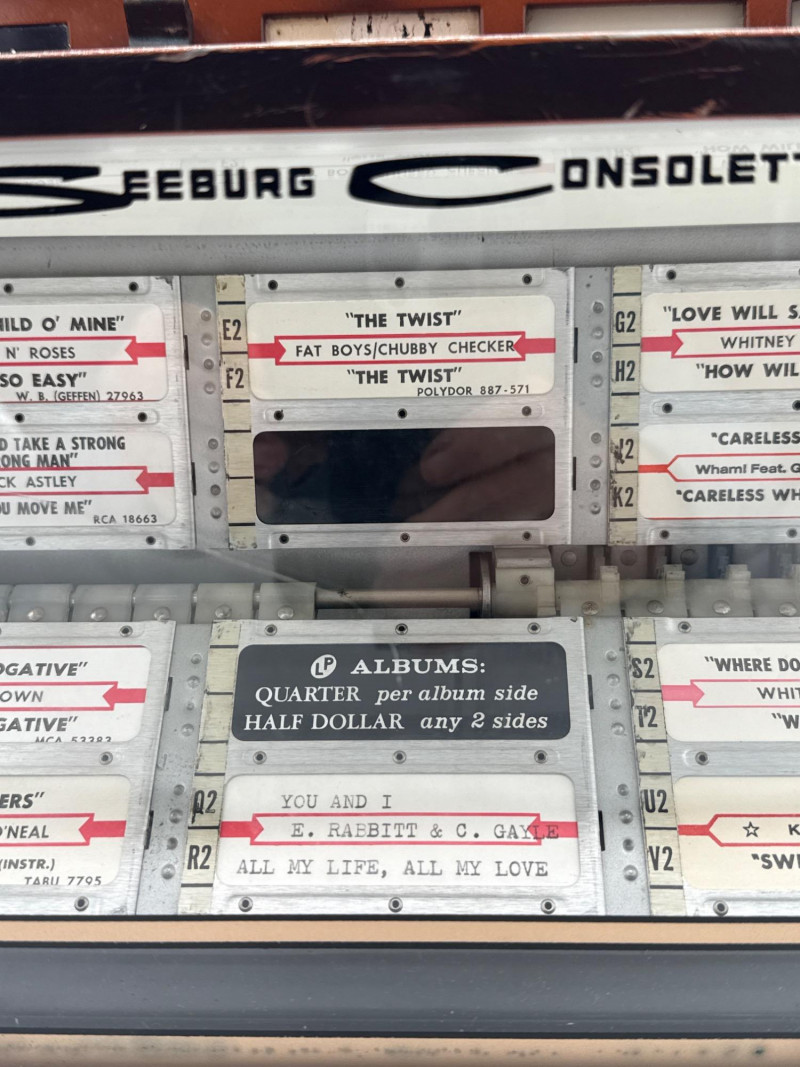 SEEBURG CONSOLETT
ILD O' MINE"
N' ROSES
SO EASY"
W. B. (GEFFEN) 27963
D TAKE A STRONG
ONG MAN"
CK ASTLEY
U MOVE ME"
RCA 18663
E2
F2
"THE TWIST"
FAT BOYS/CHUBBY CHECKER
"THE TWIST"
POLYDOR 887-571
G2
H2
"LOVE WILL S
WHITNEY
"HOW WIL
J2
K2
"CARELESS
Wham! Feat. G
"CARELESS WH
OGATIVE"
OWN
GATIVE"
MCA 53383
ERS"
O'NEAL
(INSTR.)
TABU 7795
LP ALBUMS:
QUARTER per album side
HALF DOLLAR any 2 sides
Q2
R2
YOU AND I
E. RABBITT & C. GAYLE
ALL MY LIFE, ALL MY LOVE
S2
T2
"WHERE DO
WHIT
"W
U2
V2
☆ K
"SWI